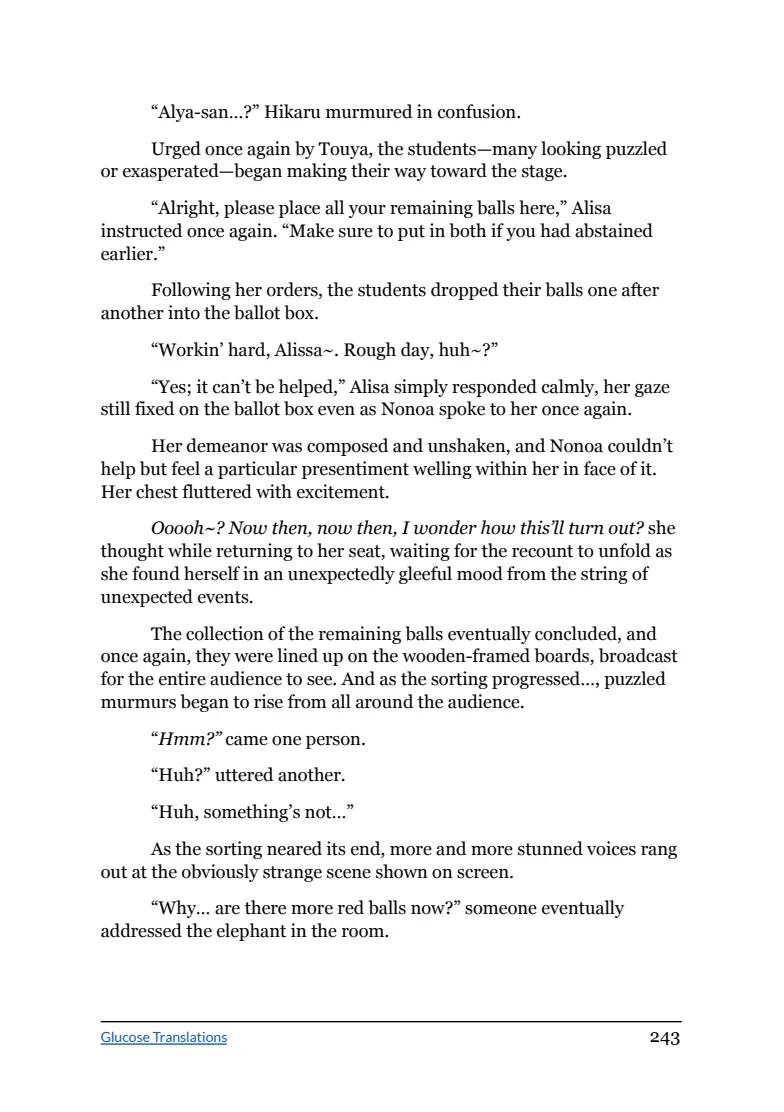 “Alya-san…?” Hikaru murmured in confusion.
Urged once again by Touya, the students—many looking puzzled
or exasperated—began making their way toward the stage.
“Alright, please place all your remaining balls here,” Alisa
instructed once again. “Make sure to put in both if you had abstained
earlier.”
Following her orders, the students dropped their balls one after
another into the ballot box.
“Workin’ hard, Alissa~. Rough day, huh~?”
“Yes; it can’t be helped,” Alisa simply responded calmly, her gaze
still fixed on the ballot box even as Nonoa spoke to her once again.
Her demeanor was composed and unshaken, and Nonoa couldn’t
help but feel a particular presentiment welling within her in face of it.
Her chest fluttered with excitement.
Ooooh~? Now then, now then, I wonder how this’ll turn out? she
thought while returning to her seat, waiting for the recount to unfold as
she found herself in an unexpectedly gleeful mood from the string of
unexpected events.
The collection of the remaining balls eventually concluded, and
once again, they were lined up on the wooden-framed boards, broadcast
for the entire audience to see. And as the sorting progressed…, puzzled
murmurs began to rise from all around the audience.
“Hmm?” came one person.
“Huh?” uttered another.
“Huh, something’s not…”
As the sorting neared its end, more and more stunned voices rang
out at the obviously strange scene shown on screen.
“Why… are there more red balls now?” someone eventually
addressed the elephant in the room.
Glucose Translations 243